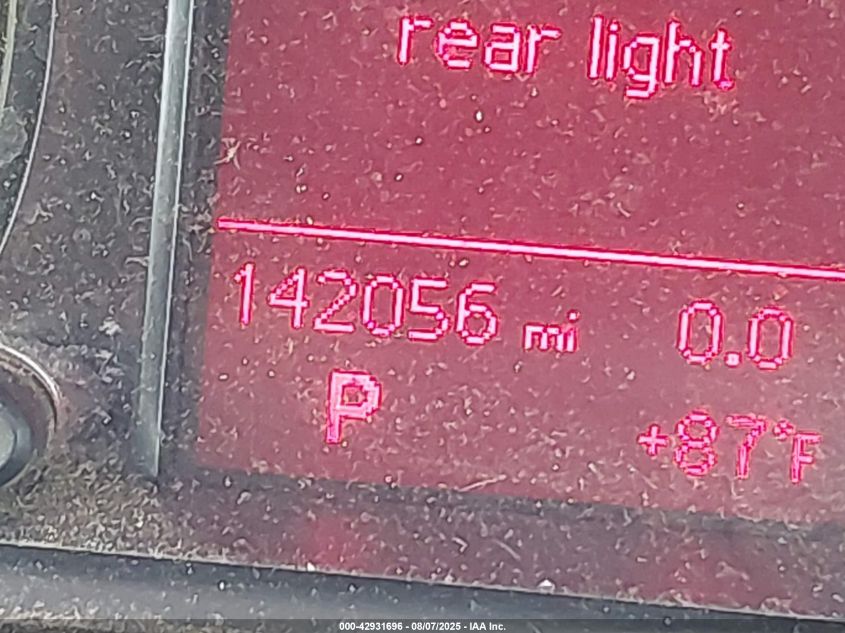 rear light
142056 mi 0.0
P +87°F
000-42931696 - 08/07/2025 - IAA Inc.